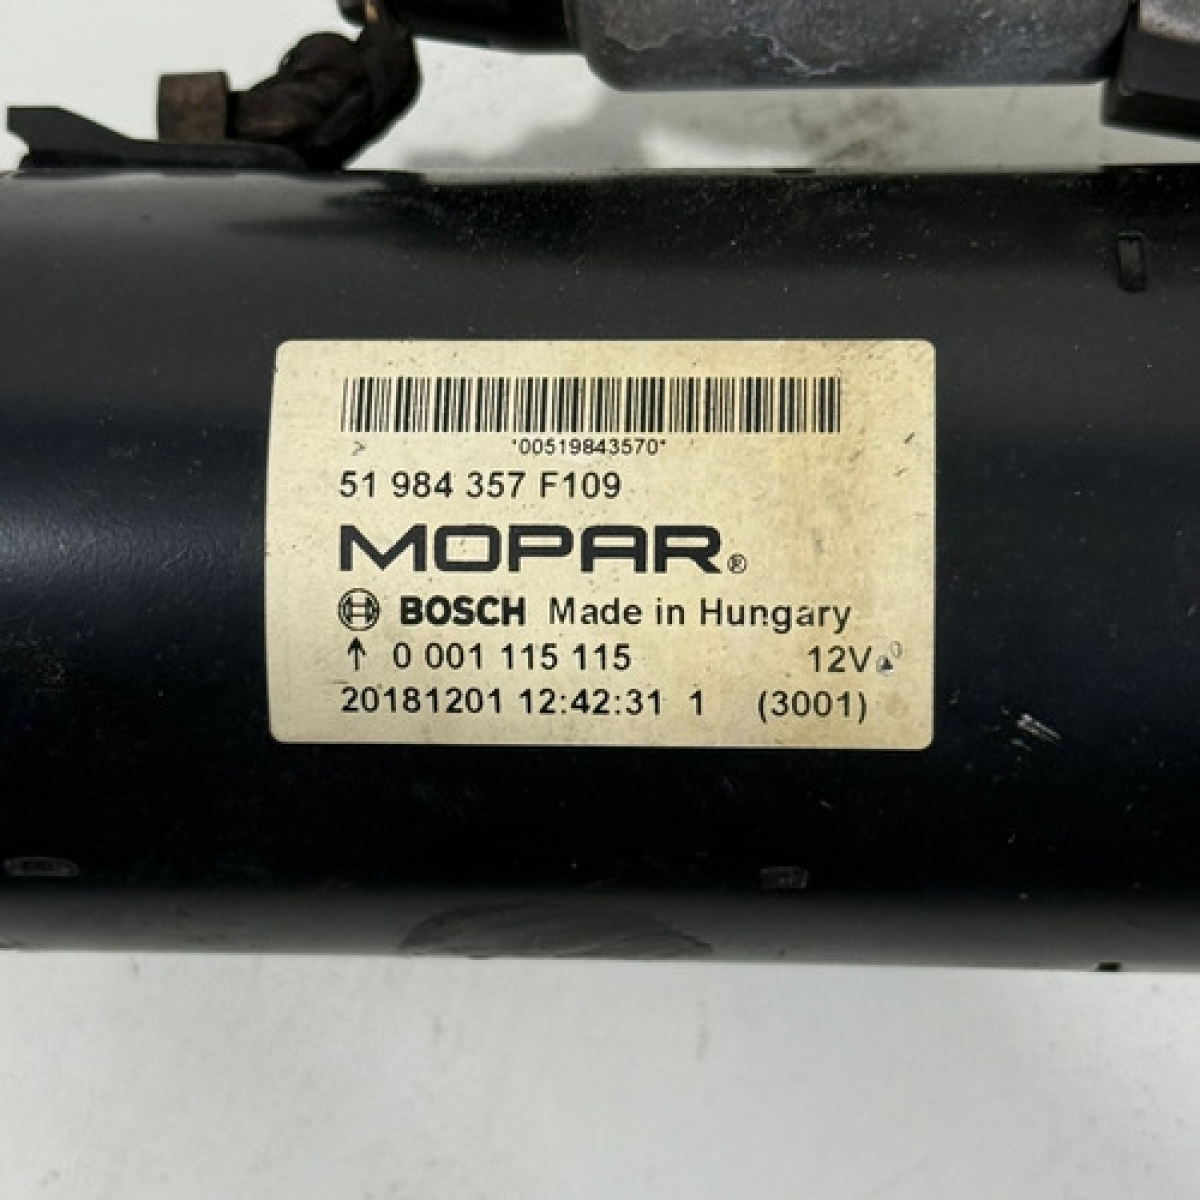 *00519843570*
51 984 357 F109
MOPAR®
BOSCH Made in Hungary
↑ 0 001 115 115 12V
20181201 12:42:31 1 (3001)